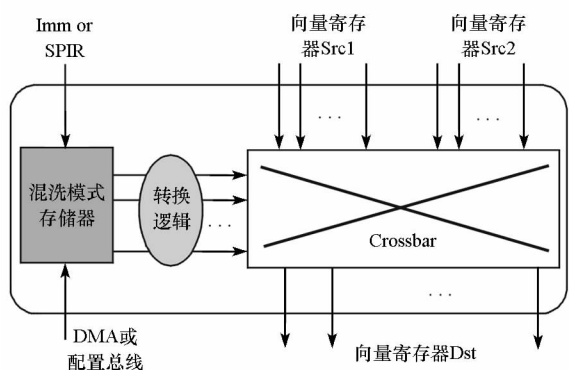 Imm or
SPIR
向量寄存
器Src1
向量寄存
器Src2
...
...
混洗模式
存储器
转换
逻辑
...
Crossbar
...
DMA或
配置总线
向量寄存器Dst